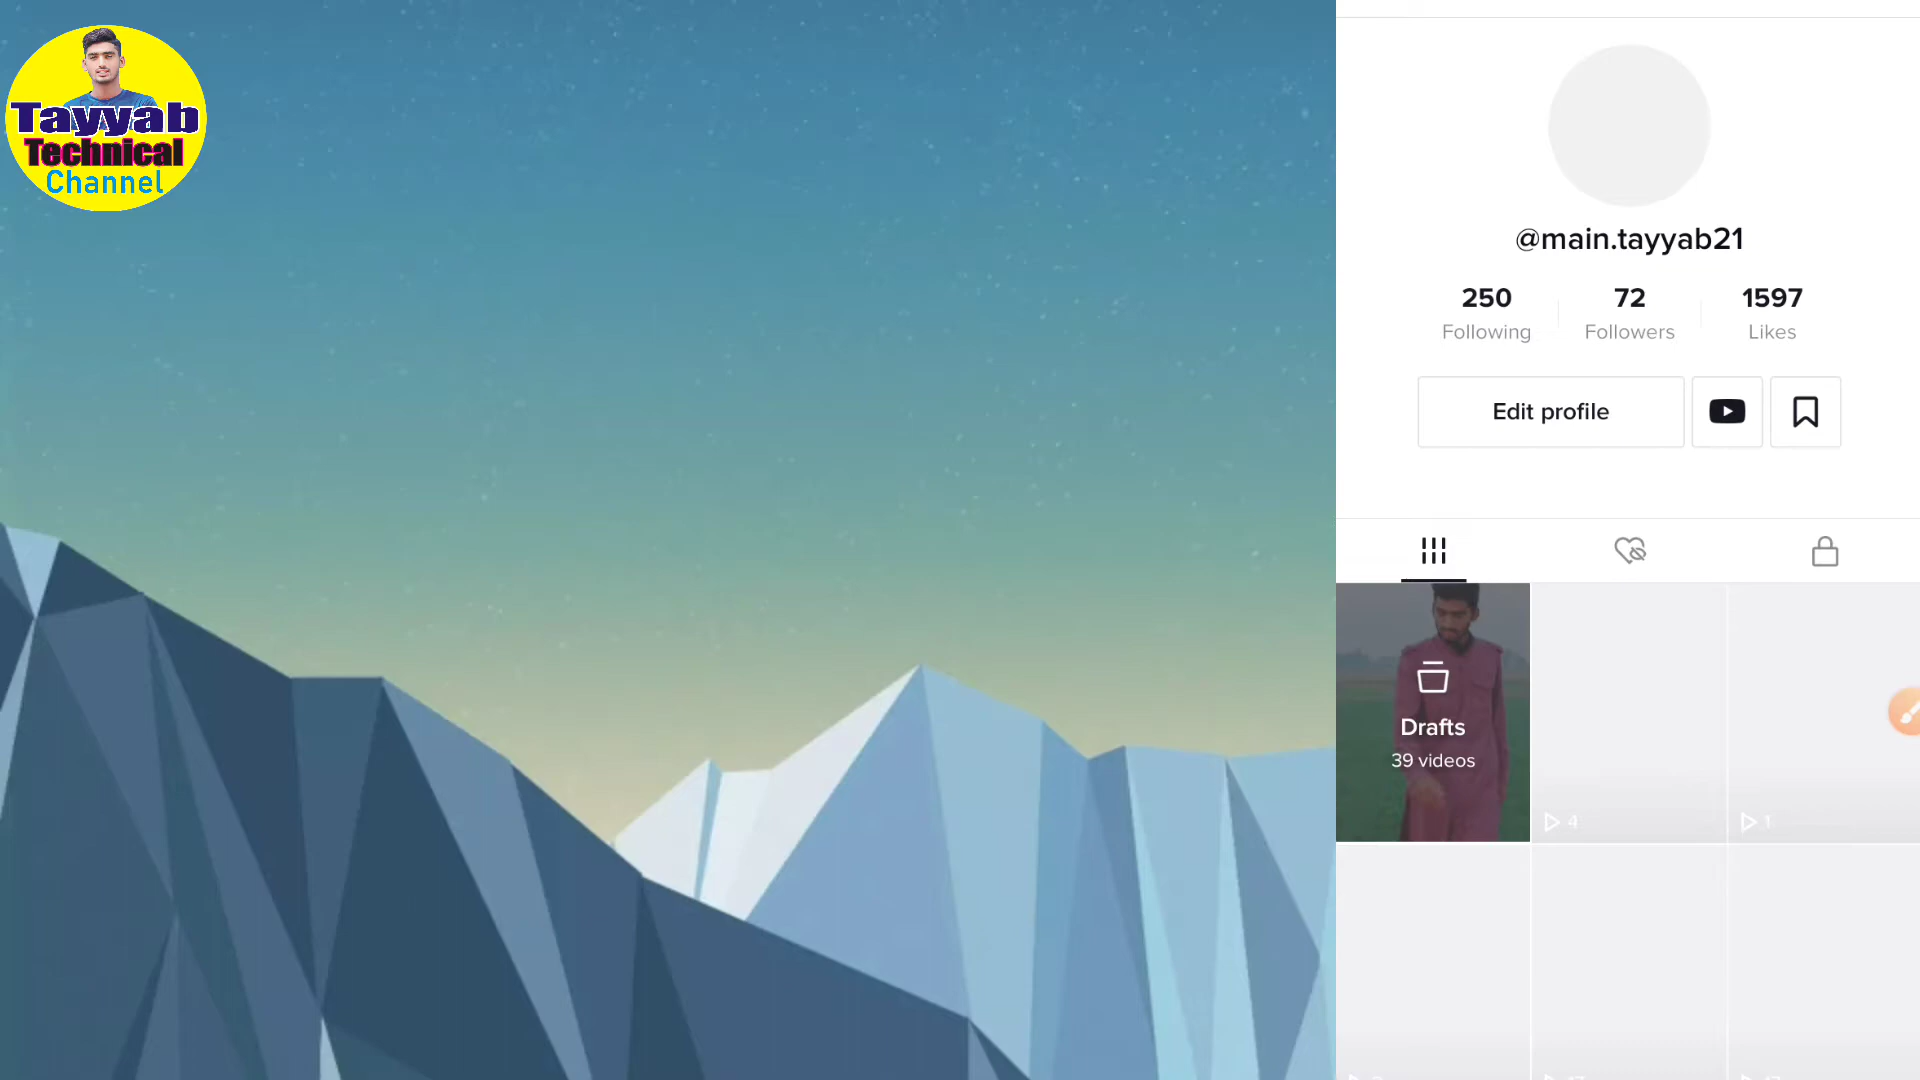 Tayyab
Technical
Channel
@main.tayyab21
250
Following
72
Followers
1597
Likes
Edit profile
Drafts
39 videos
4
1